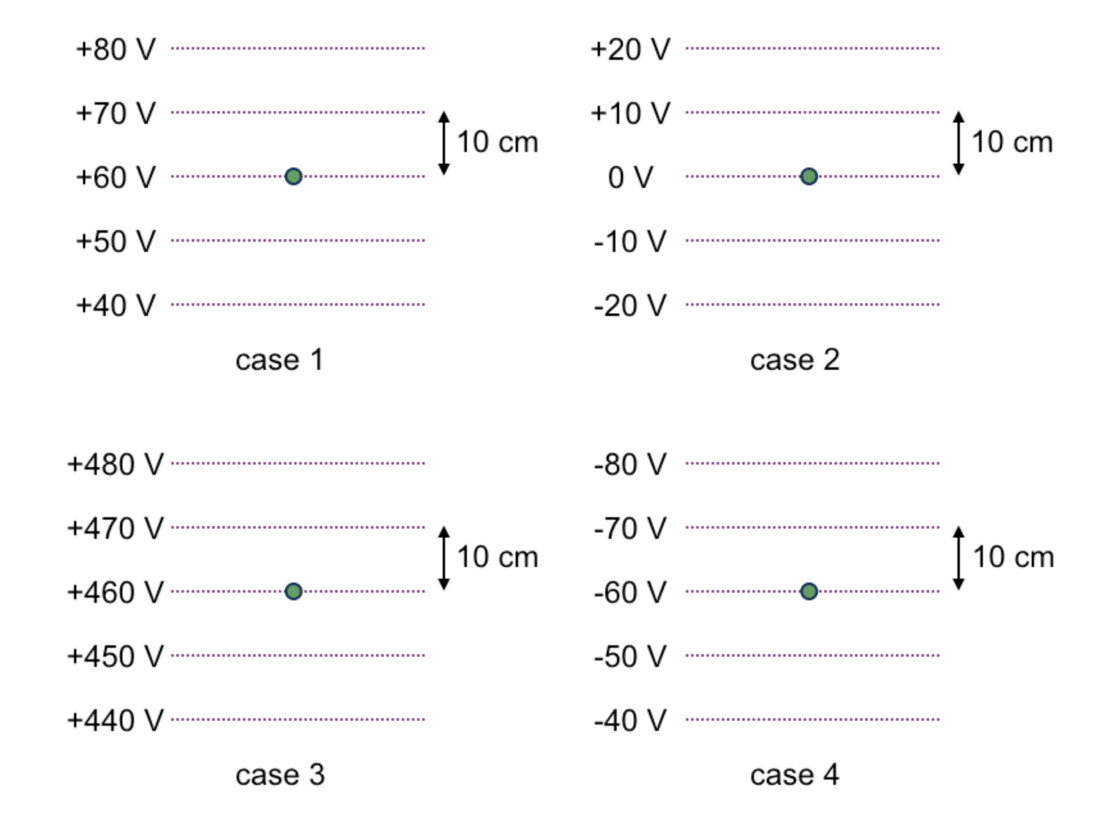 +80 V
+70 V
10 cm
+60 V
+50 V
+40 V
case 1
+20 V
+10 V
10 cm
0 V
-10 V
-20 V
case 2
+480 V
+470 V
10 cm
+460 V
+450 V
+440 V
case 3
-80 V
-70 V
10 cm
-60 V
-50 V
-40 V
case 4